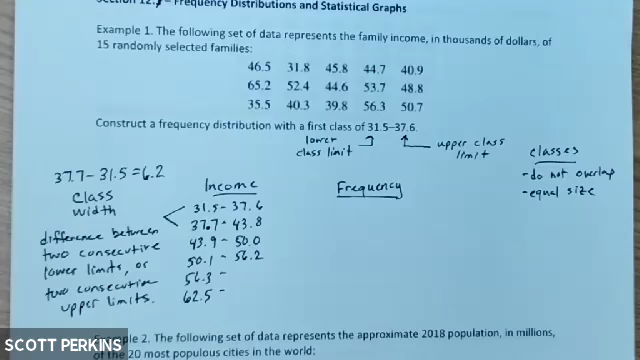 Section 12. – Frequency Distributions and Statistical Graphs
Example 1. The following set of data represents the family income, in thousands of dollars, of
15 randomly selected families:
46.5 31.8 45.8 44.7 40.9
65.2 52.4 44.6 53.7 48.8
35.5 40.3 39.8 56.3 50.7
Construct a frequency distribution with a first class of 31.5–37.6.
lower class limit
upper class limit
classes
- do not overlap
- equal size
37.7 – 31.5 = 6.2
class width
difference between
two consecutive
lower limits, or
two consecutive
upper limits.
Income
31.5 – 37.6
37.7 – 43.8
43.9 – 50.0
50.1 – 56.2
56.3 –
62.5 –
Frequency
SCOTT PERKINS
ple 2. The following set of data represents the approximate 2018 population, in millions,
of the 20 most populous cities in the world: